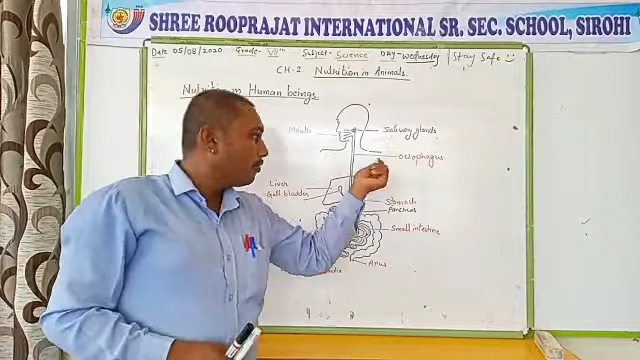 SHREE ROOPRAJAT INTERNATIONAL SR. SEC. SCHOOL, SIROHI
Date 05/08/2020 Grade- VIIth Subject- Science DAY- Wednesday | Stay Safe
CH-2 Nutrition in Animals.
Nutrition in Human beings.
Mouth
Salivary glands
oesophagus
Liver
Gall bladder
Stomach
pancreas
Small intestine
Anus